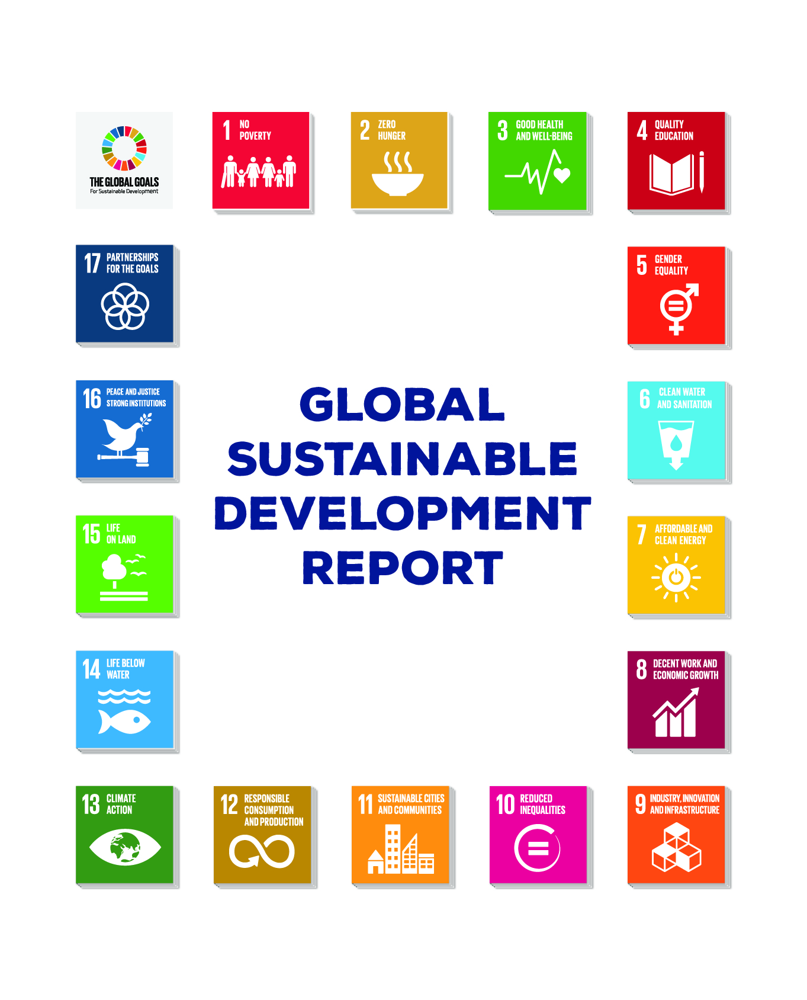 THE GLOBAL GOALS
For Sustainable Development
1 NO
POVERTY
2 ZERO
HUNGER
3 GOOD HEALTH
AND WELL-BEING
4 QUALITY
EDUCATION
17 PARTNERSHIPS
FOR THE GOALS
5 GENDER
EQUALITY
16 PEACE AND JUSTICE
STRONG INSTITUTIONS
GLOBAL
SUSTAINABLE
DEVELOPMENT
REPORT
6 CLEAN WATER
AND SANITATION
15 LIFE
ON LAND
7 AFFORDABLE AND
CLEAN ENERGY
14 LIFE BELOW
WATER
8 DECENT WORK AND
ECONOMIC GROWTH
13 CLIMATE
ACTION
12 RESPONSIBLE
CONSUMPTION
AND PRODUCTION
11 SUSTAINABLE CITIES
AND COMMUNITIES
10 REDUCED
INEQUALITIES
9 INDUSTRY, INNOVATION
AND INFRASTRUCTURE